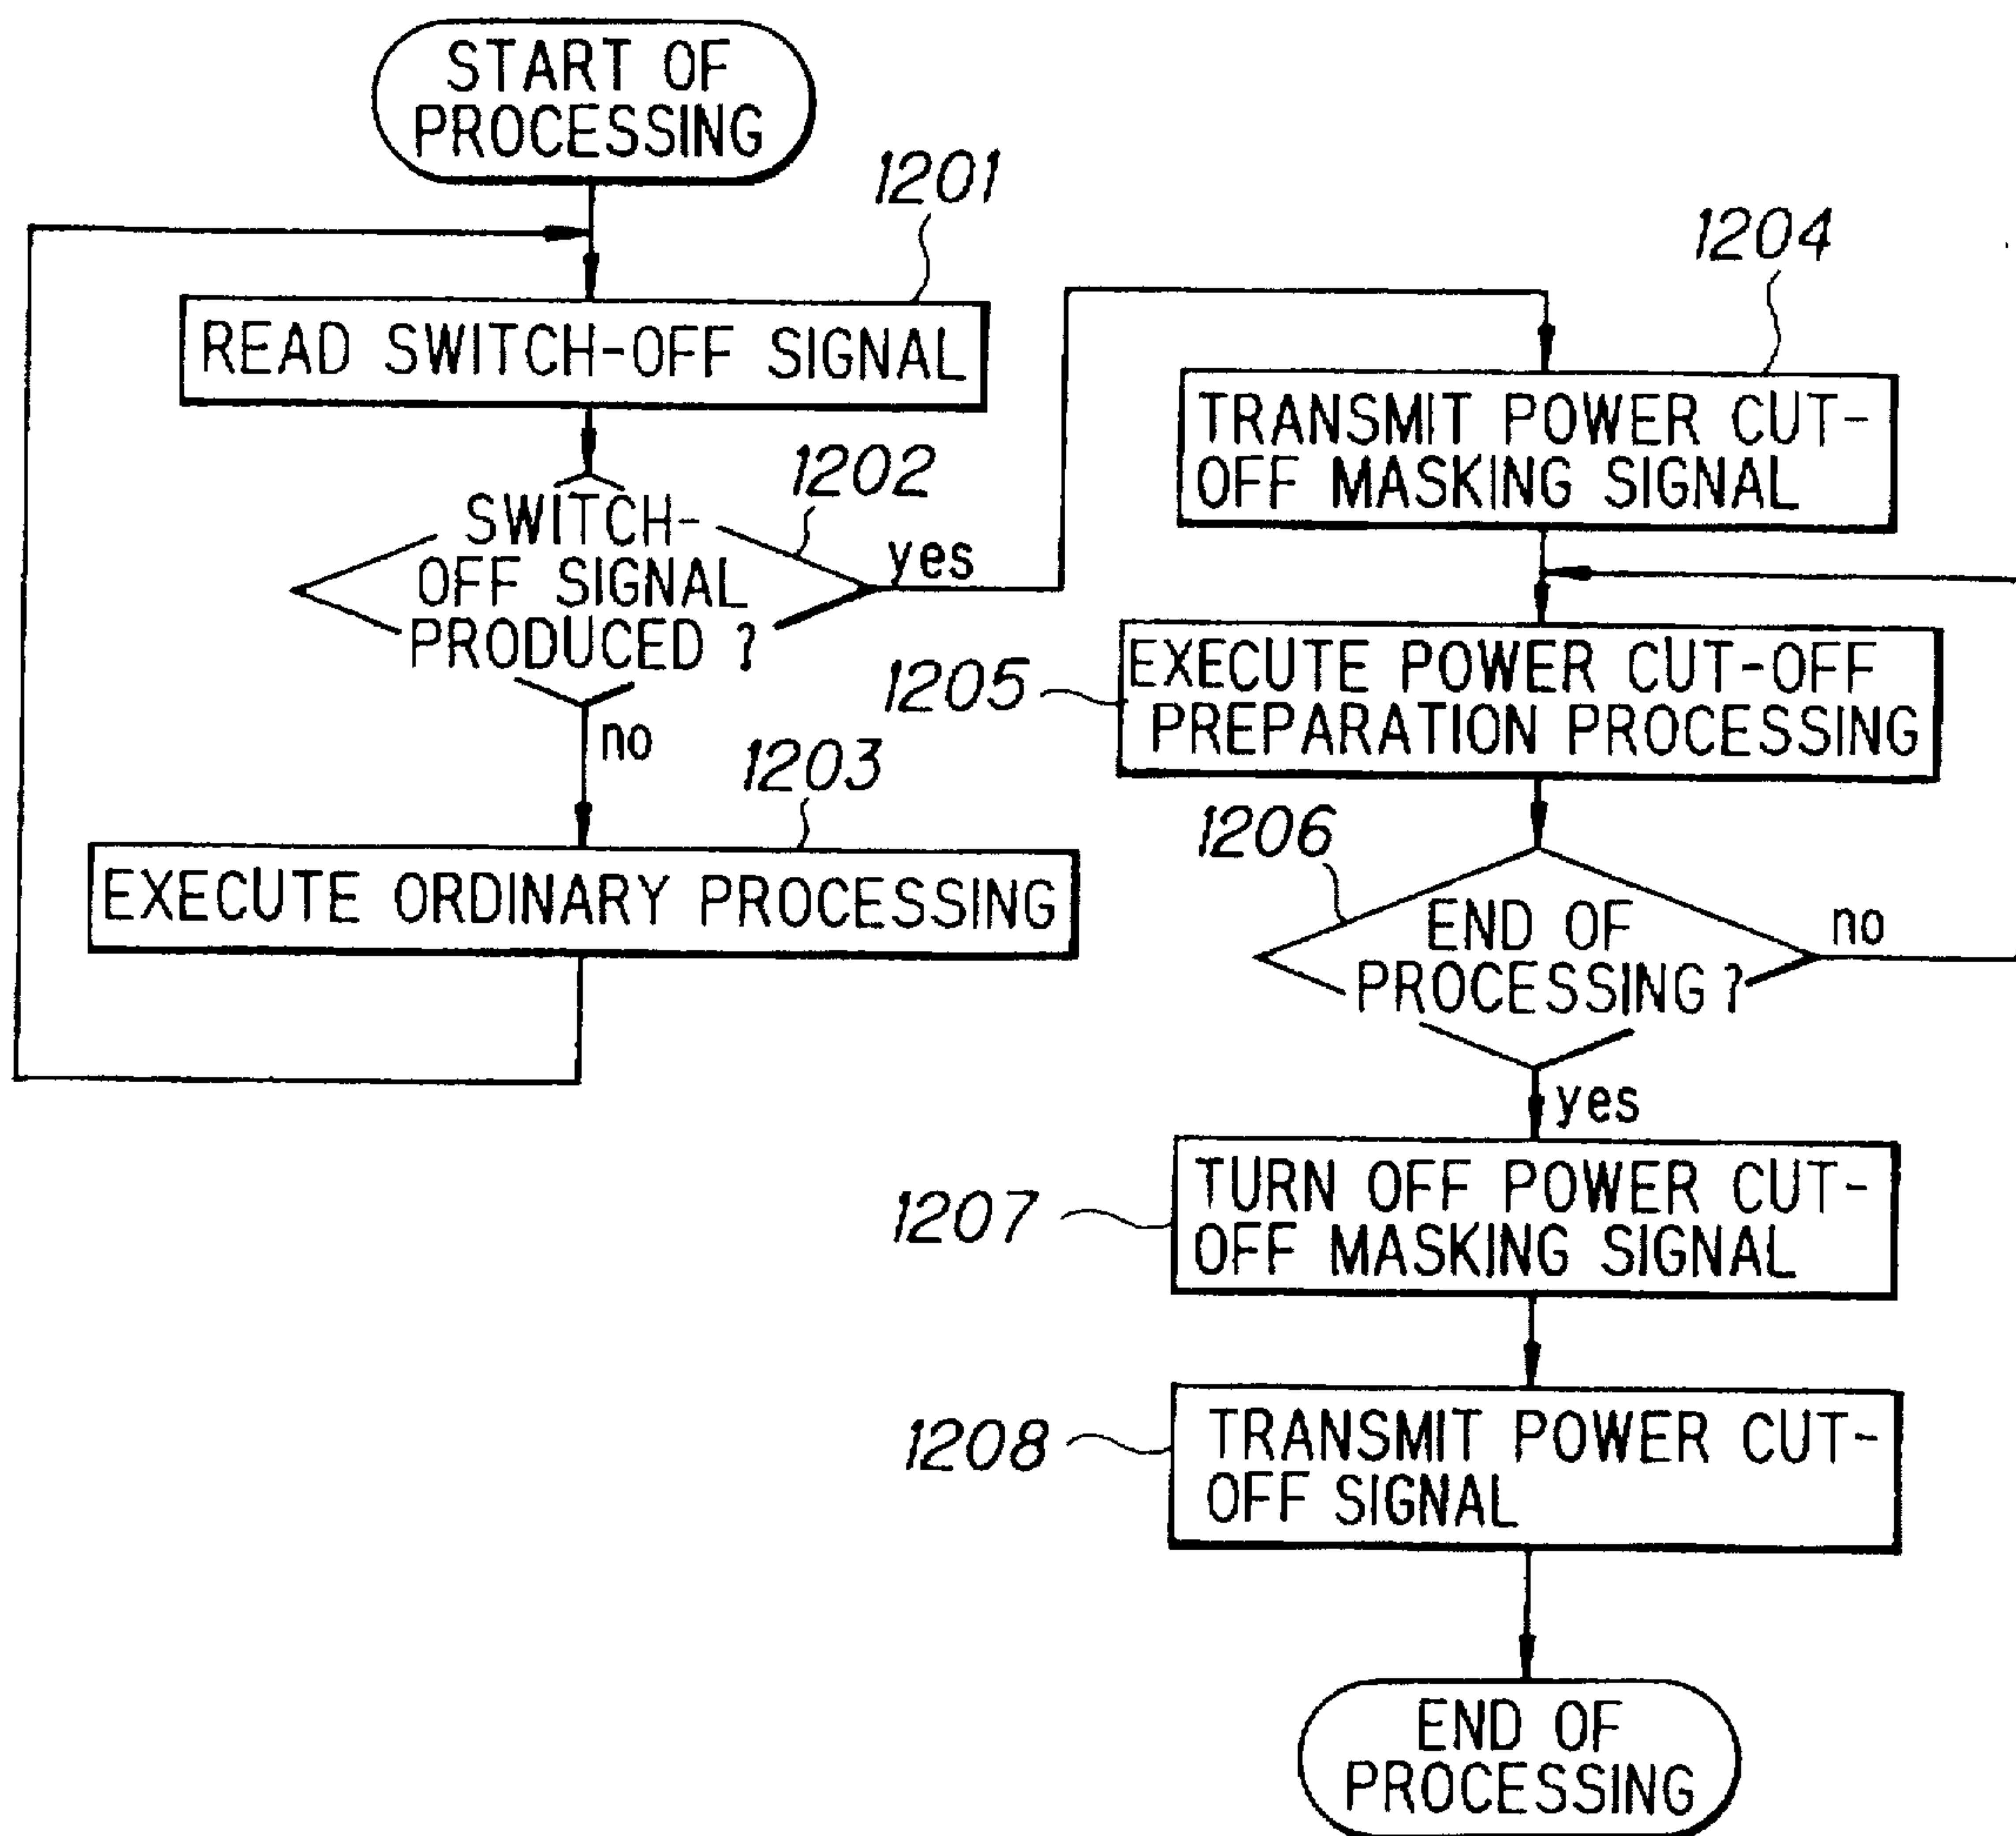 START OF
PROCESSING
1201
READ SWITCH-OFF SIGNAL
1202
SWITCH-
OFF SIGNAL
PRODUCED ?
yes
no
1203
EXECUTE ORDINARY PROCESSING
1204
TRANSMIT POWER CUT-
OFF MASKING SIGNAL
1205
EXECUTE POWER CUT-OFF
PREPARATION PROCESSING
1206
END OF
PROCESSING ?
no
yes
1207
TURN OFF POWER CUT-
OFF MASKING SIGNAL
1208
TRANSMIT POWER CUT-
OFF SIGNAL
END OF
PROCESSING